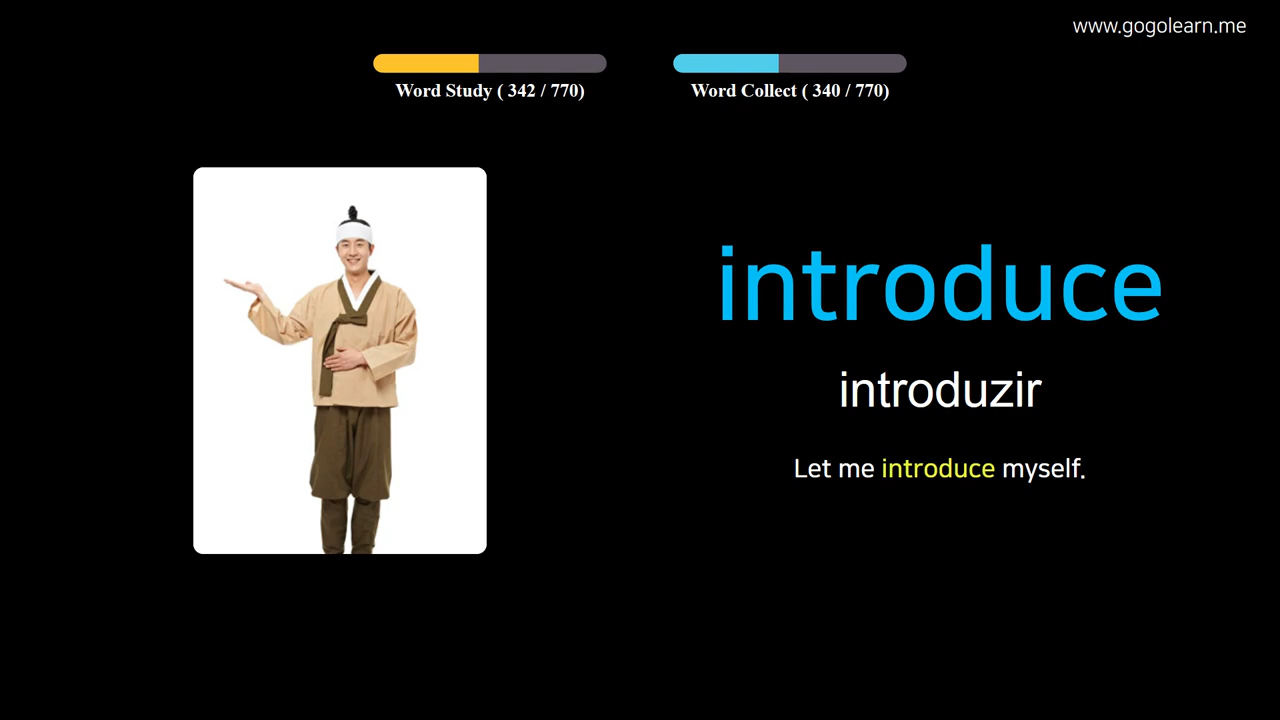 www.gogolearn.me
Word Study ( 342 / 770)
Word Collect ( 340 / 770)
introduce
introduzir
Let me introduce myself.